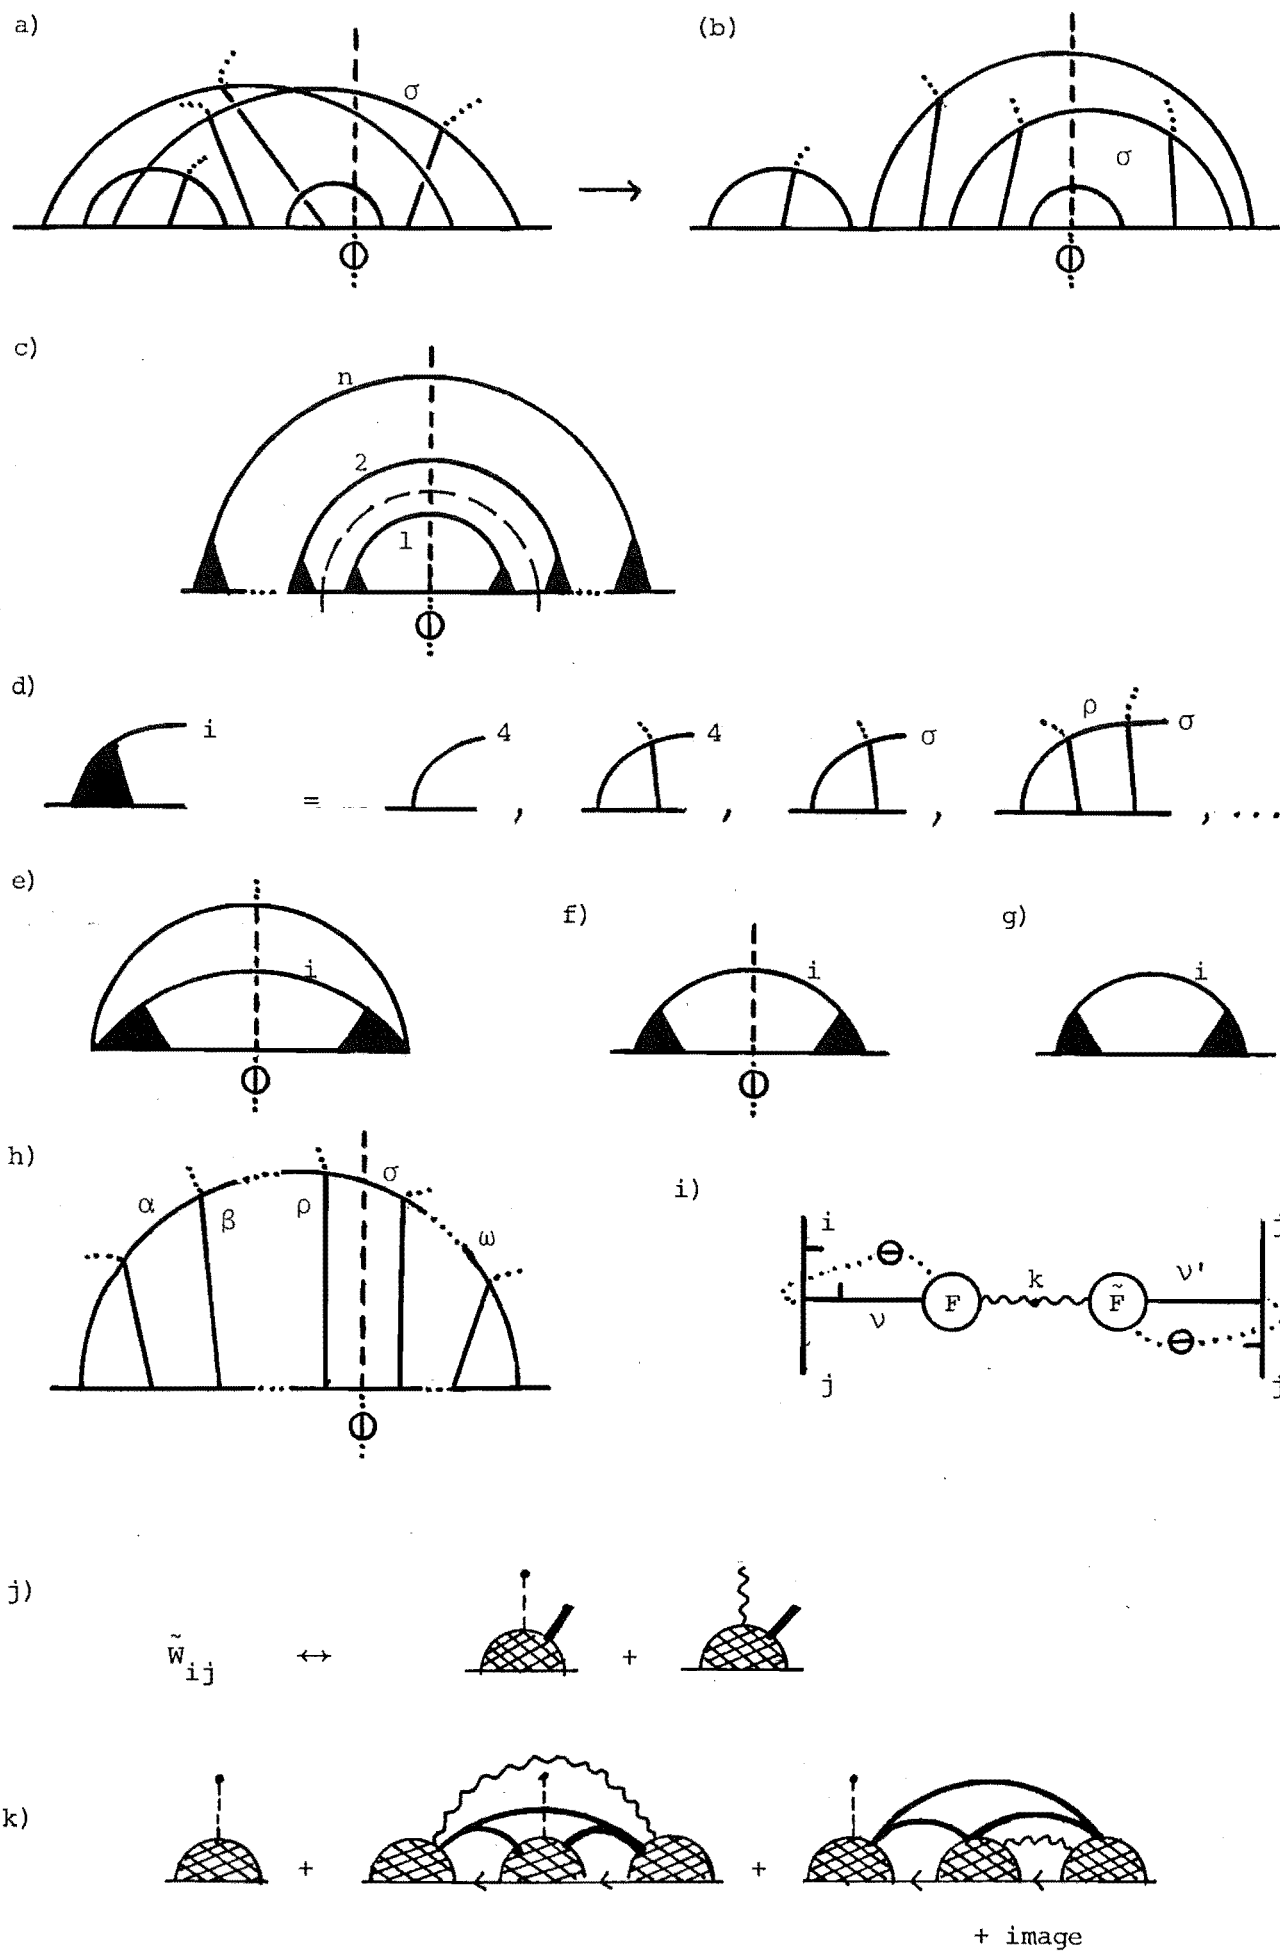 a)
(b)
σ
σ
c)
n
2
1
d)
i
=
4
,
4
,
σ
,
ρ
σ
, ...
e)
f)
g)
i
i
i
h)
α
β
ρ
σ
ω
i)
i
j
ν
F
k
F̃
ν'
j
j)
W̃ij
↔
+
k)
+
+
+ image